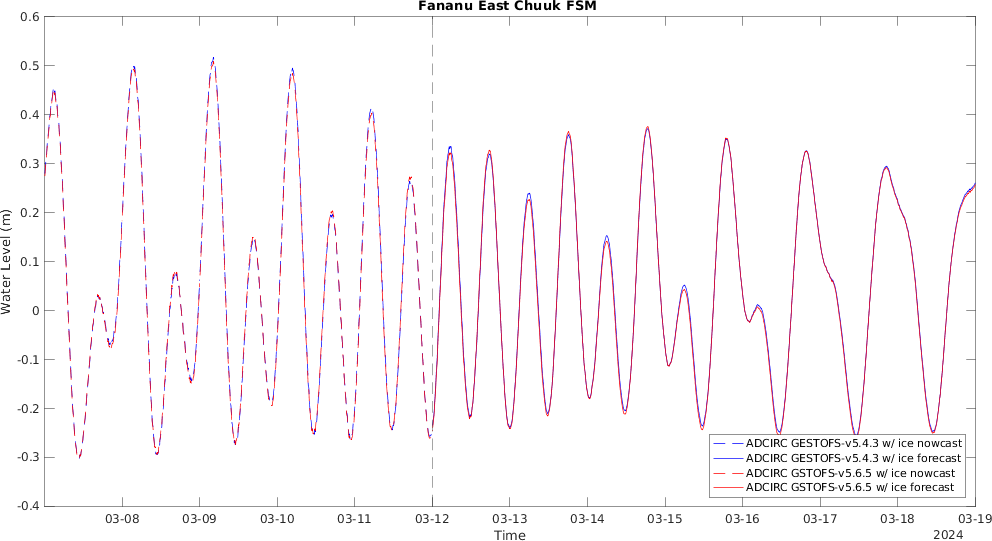 Fananu East Chuuk FSM
0.6
0.5
0.4
0.3
0.2
0.1
0
-0.1
-0.2
-0.3
-0.4
Water Level (m)
ADCIRC GESTOFS-v5.4.3 w/ ice nowcast
ADCIRC GESTOFS-v5.4.3 w/ ice forecast
ADCIRC GSTOFS-v5.6.5 w/ ice nowcast
ADCIRC GSTOFS-v5.6.5 w/ ice forecast
03-08 03-09 03-10 03-11 03-12 03-13 03-14 03-15 03-16 03-17 03-18 03-19
Time
2024